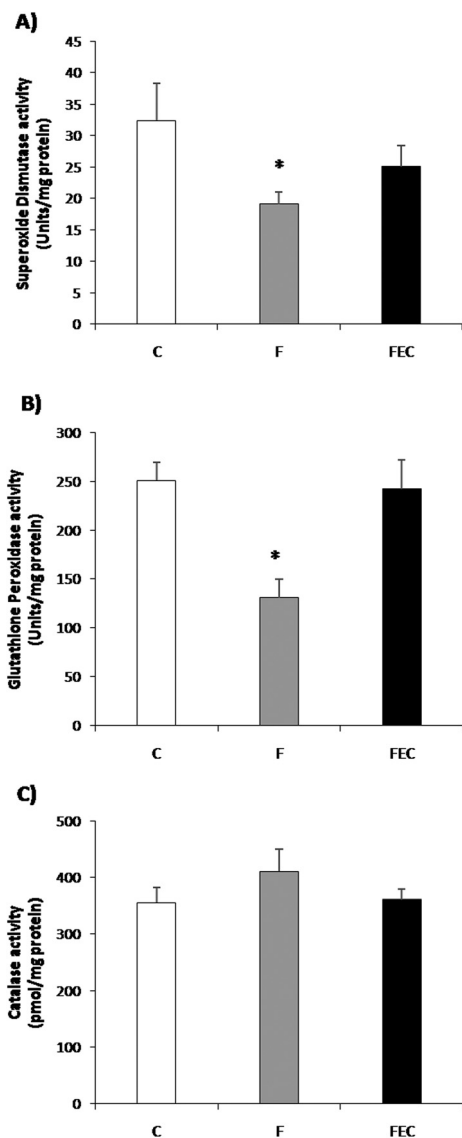 A)
Superoxide Dismutase activity
(Units/mg protein)
45
40
35
30
25
20
15
10
5
0
*
C F FEC
B)
Glutathione Peroxidase activity
(Units/mg protein)
300
250
200
150
100
50
0
*
C F FEC
C)
Catalase activity
(pmol/mg protein)
500
400
300
200
100
0
C F FEC